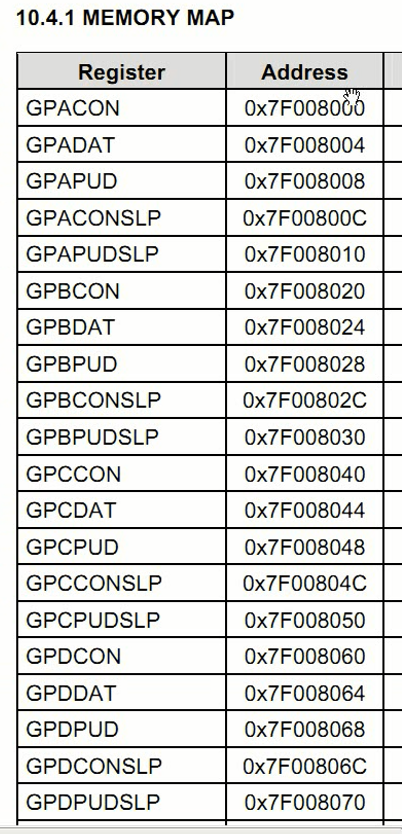 10.4.1 MEMORY MAP
Register Address
GPACON 0x7F008000
GPADAT 0x7F008004
GPAPUD 0x7F008008
GPACONSLP 0x7F00800C
GPAPUDSLP 0x7F008010
GPBCON 0x7F008020
GPBDAT 0x7F008024
GPBPUD 0x7F008028
GPBCONSLP 0x7F00802C
GPBPUDSLP 0x7F008030
GPCCON 0x7F008040
GPCDAT 0x7F008044
GPCPUD 0x7F008048
GPCCONSLP 0x7F00804C
GPCPUDSLP 0x7F008050
GPDCON 0x7F008060
GPDDAT 0x7F008064
GPDPUD 0x7F008068
GPDCONSLP 0x7F00806C
GPDPUDSLP 0x7F008070